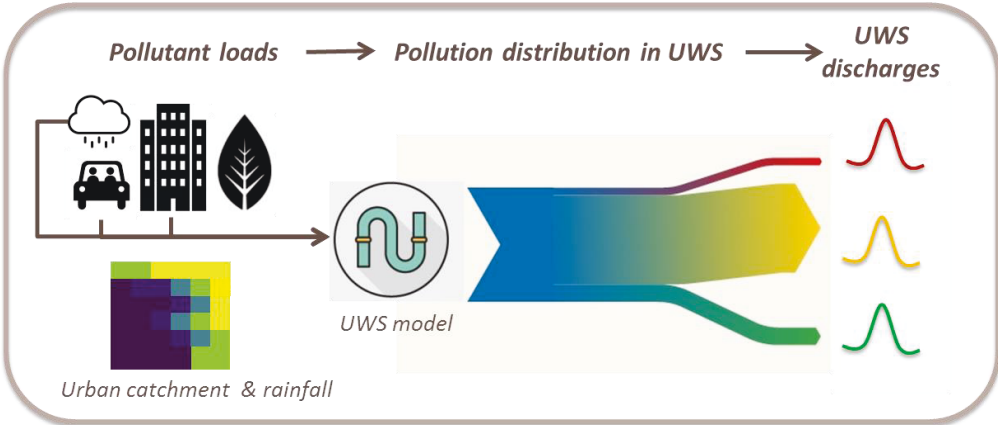 Pollutant loads
Pollution distribution in UWS
UWS
discharges
UWS model
Urban catchment & rainfall